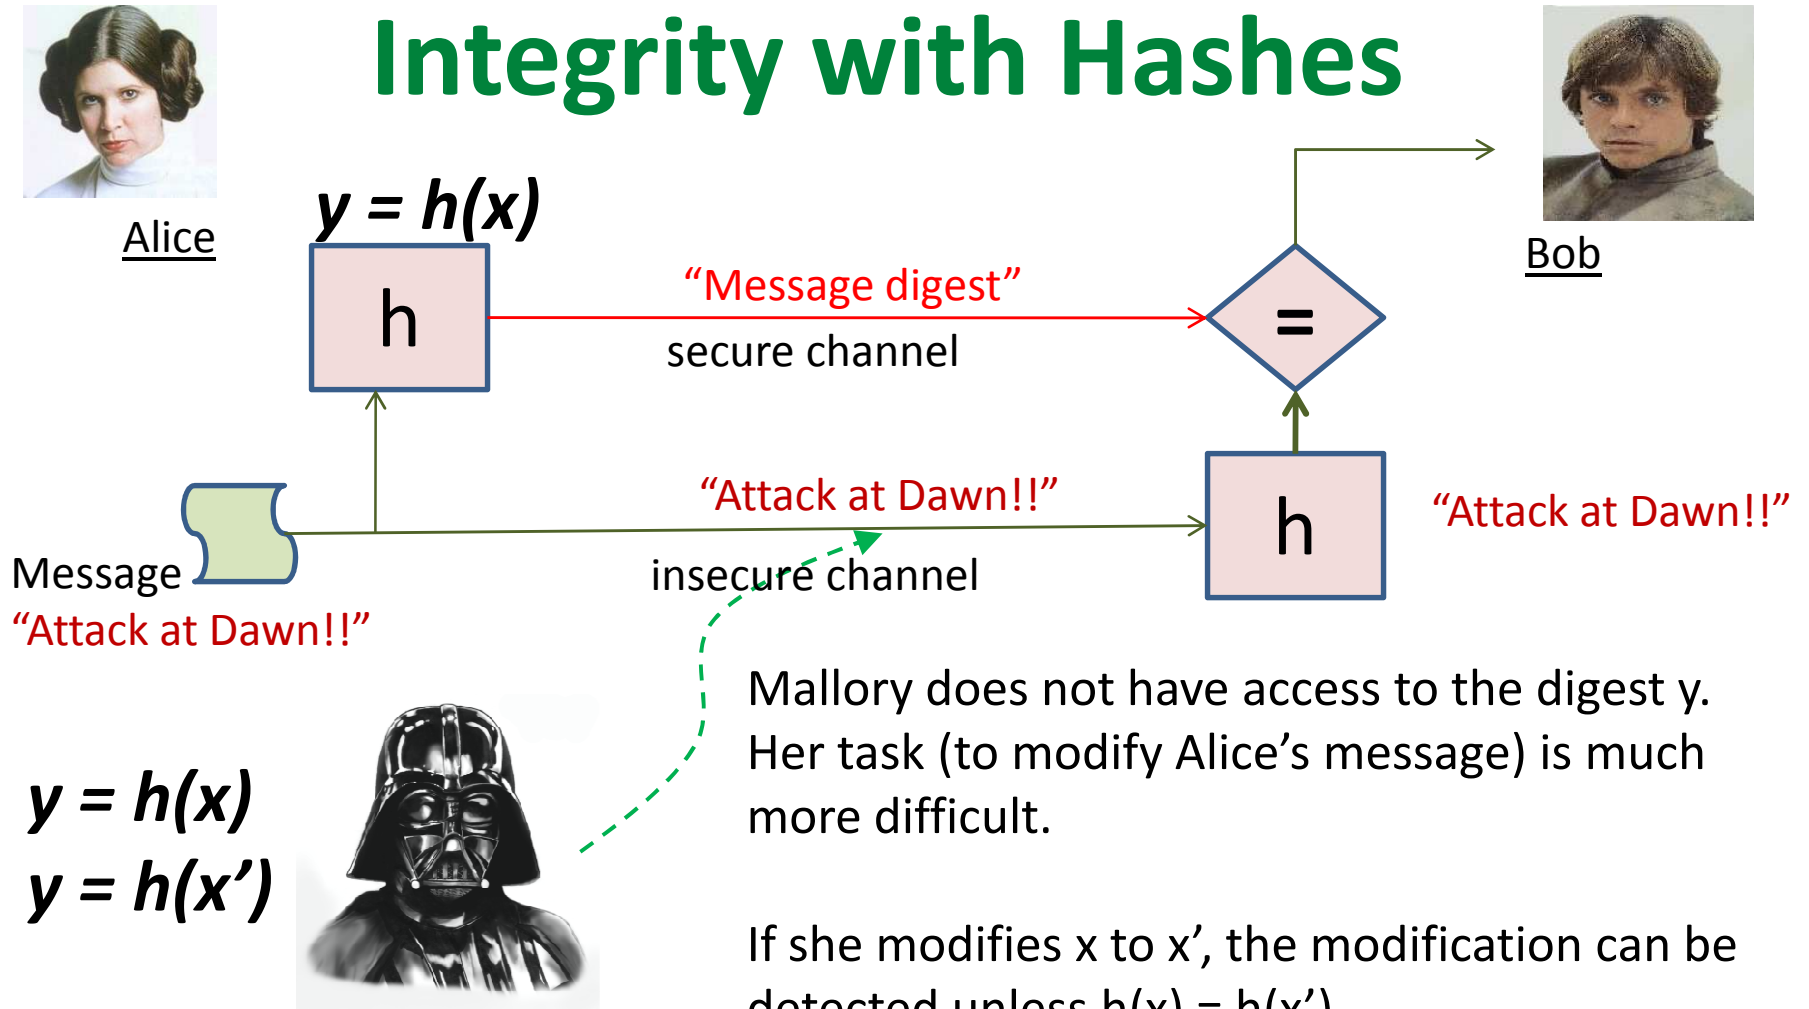 Integrity with Hashes
Alice
y = h(x)
Bob
h
“Message digest”
secure channel
=
“Attack at Dawn!!”
insecure channel
h
“Attack at Dawn!!”
Message
“Attack at Dawn!!”
y = h(x)
y = h(x’)
Mallory does not have access to the digest y.
Her task (to modify Alice’s message) is much
more difficult.
If she modifies x to x’, the modification can be
detected unless h(x) = h(x’)